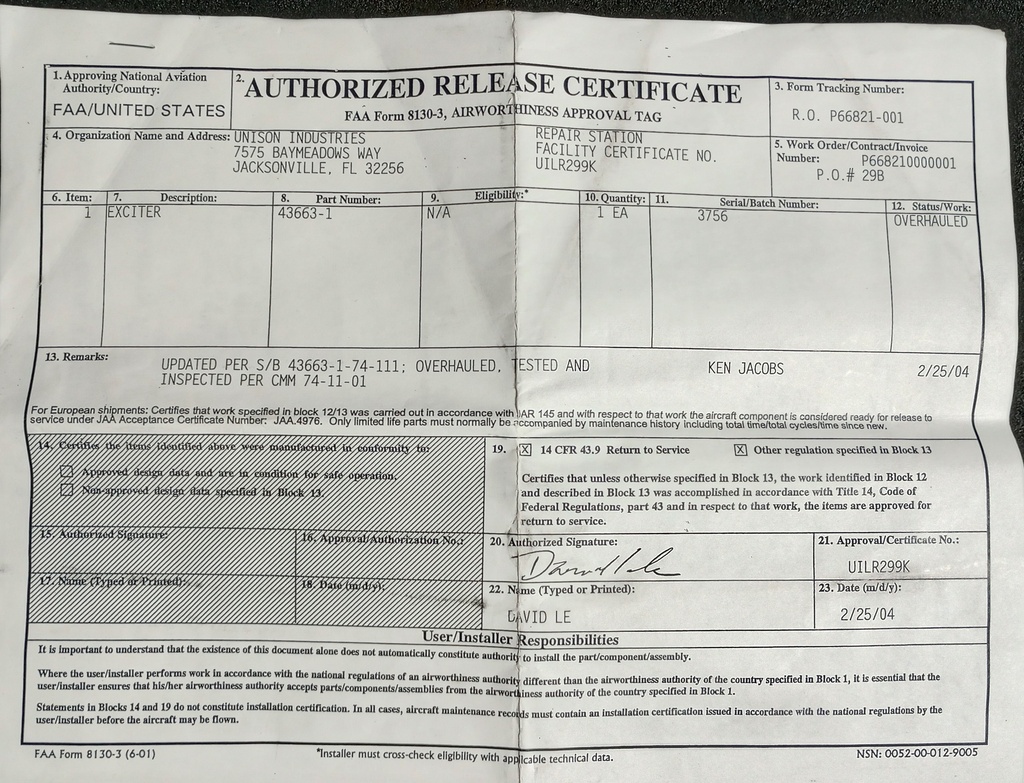 1. Approving National Aviation Authority/Country:
FAA/UNITED STATES
2.
AUTHORIZED RELEASE CERTIFICATE
FAA Form 8130-3, AIRWORTHINESS APPROVAL TAG
3. Form Tracking Number:
R.O. P66821-001
4. Organization Name and Address: UNISON INDUSTRIES
7575 BAYMEADOWS WAY
JACKSONVILLE, FL 32256
REPAIR STATION
FACILITY CERTIFICATE NO.
UILR299K
5. Work Order/Contract/Invoice
Number: P668210000001
P.O.# 29B
6. Item: 7. Description: 8. Part Number: 9. Eligibility:* 10. Quantity: 11. Serial/Batch Number: 12. Status/Work:
1 EXCITER 43663-1 N/A 1 EA 3756 OVERHAULED
13. Remarks:
UPDATED PER S/B 43663-1-74-111; OVERHAULED, TESTED AND KEN JACOBS 2/25/04
INSPECTED PER CMM 74-11-01
For European shipments: Certifies that work specified in block 12/13 was carried out in accordance with JAR 145 and with respect to that work the aircraft component is considered ready for release to
service under JAA Acceptance Certificate Number: JAA.4976. Only limited life parts must normally be accompanied by maintenance history including total time/total cycles/time since new.
14. Certifies the items identified above were manufactured in conformity to:
Approved design data and are in condition for safe operation.
Non-approved design data specified in Block 13.
15. Authorized Signature: 16. Approval/Authorization No.:
17. Name (Typed or Printed): 18. Date (m/d/y):
19. X 14 CFR 43.9 Return to Service X Other regulation specified in Block 13
Certifies that unless otherwise specified in Block 13, the work identified in Block 12
and described in Block 13 was accomplished in accordance with Title 14, Code of
Federal Regulations, part 43 and in respect to that work, the items are approved for
return to service.
20. Authorized Signature:
David Le
21. Approval/Certificate No.:
UILR299K
22. Name (Typed or Printed):
DAVID LE
23. Date (m/d/y):
2/25/04
User/Installer Responsibilities
It is important to understand that the existence of this document alone does not automatically constitute authority to install the part/component/assembly.
Where the user/installer performs work in accordance with the national regulations of an airworthiness authority different than the airworthiness authority of the country specified in Block 1, it is essential that the
user/installer ensures that his/her airworthiness authority accepts parts/components/assemblies from the airworthiness authority of the country specified in Block 1.
Statements in Blocks 14 and 19 do not constitute installation certification. In all cases, aircraft maintenance records must contain an installation certification issued in accordance with the national regulations by the
user/installer before the aircraft may be flown.
FAA Form 8130-3 (6-01) *Installer must cross-check eligibility with applicable technical data. NSN: 0052-00-012-9005